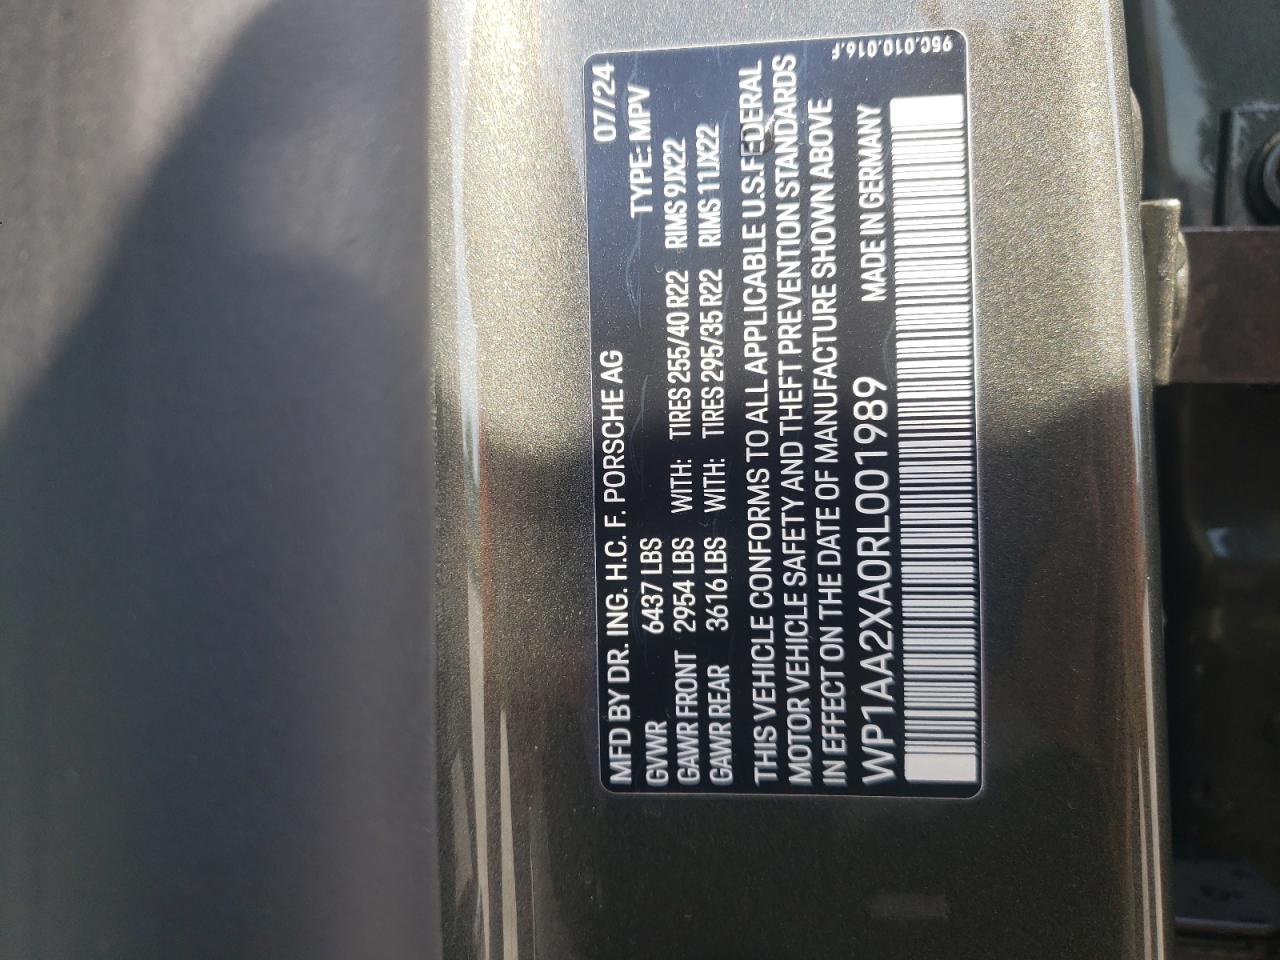 MFD BY DR. ING. H.C. F. PORSCHE AG 07/24
GVWR 6437 LBS TYPE: MPV
GAWR FRONT 2954 LBS WITH: TIRES 255/40 R22 RIMS 9JX22
GAWR REAR 3616 LBS WITH: TIRES 295/35 R22 RIMS 11JX22
THIS VEHICLE CONFORMS TO ALL APPLICABLE U.S.FEDERAL
MOTOR VEHICLE SAFETY AND THEFT PREVENTION STANDARDS
IN EFFECT ON THE DATE OF MANUFACTURE SHOWN ABOVE
WP1AA2XA0RL001989 MADE IN GERMANY
95C.010.016.F